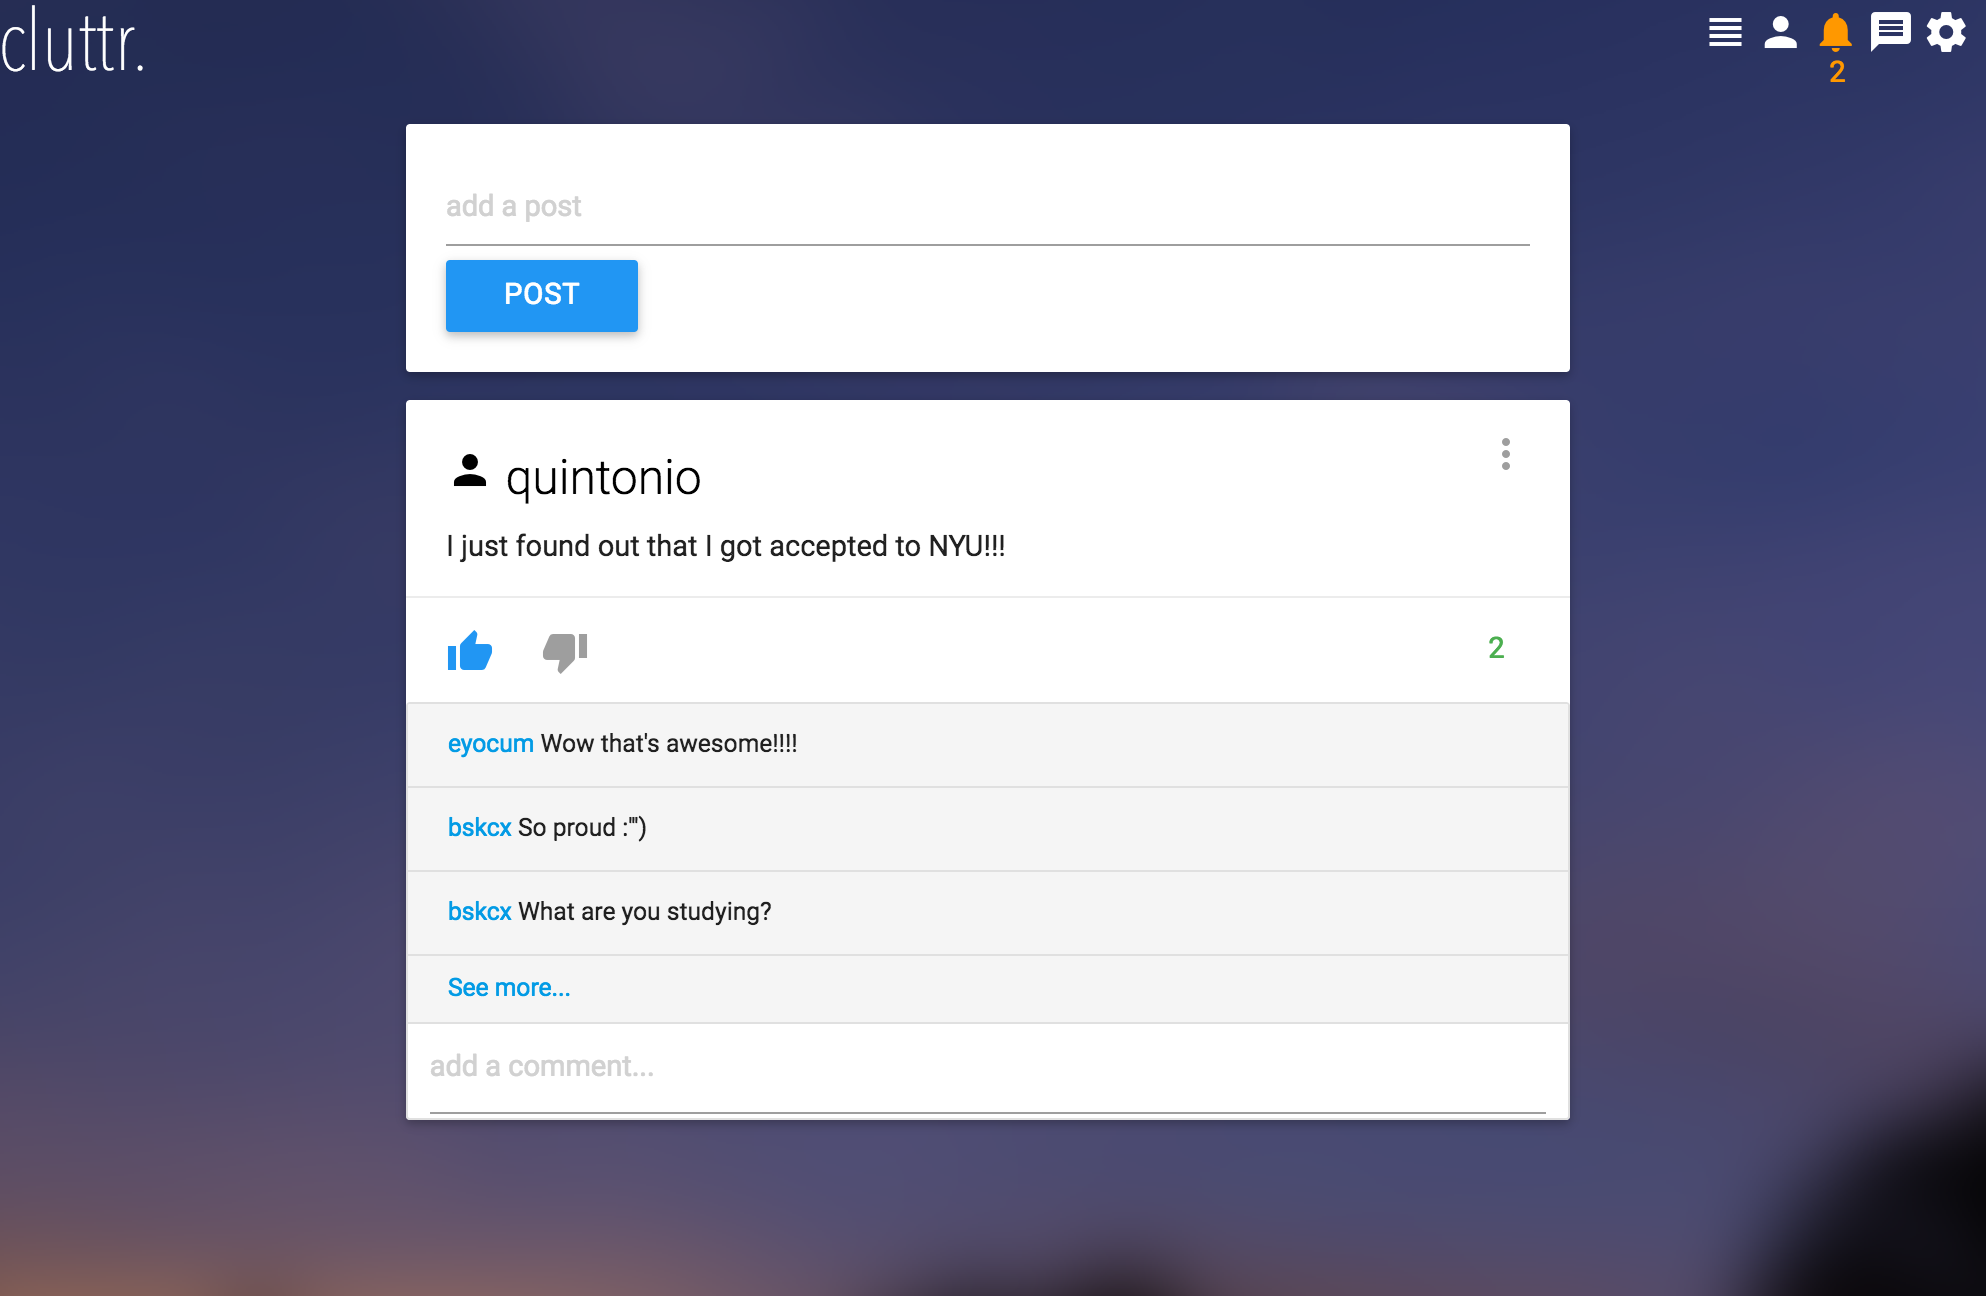 cluttr.
2
add a post
POST
quintonio
I just found out that I got accepted to NYU!!!
2
eyocum Wow that's awesome!!!!
bskcx So proud :''')
bskcx What are you studying?
See more...
add a comment...